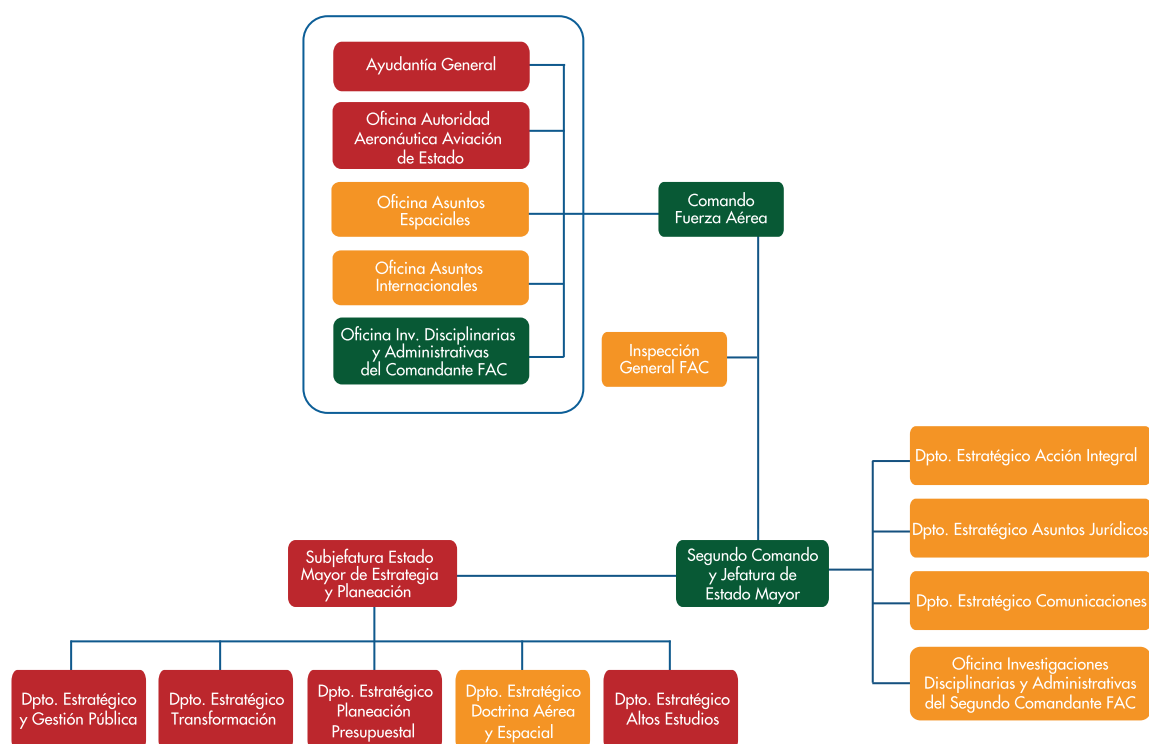 Ayudantía General
Oficina Autoridad
Aeronáutica Aviación
de Estado
Oficina Asuntos
Espaciales
Oficina Asuntos
Internacionales
Oficina Inv. Disciplinarias
y Administrativas
del Comandante FAC
Comando
Fuerza Aérea
Inspección
General FAC
Segundo Comando
y Jefatura de
Estado Mayor
Dpto. Estratégico Acción Integral
Dpto. Estratégico Asuntos Jurídicos
Dpto. Estratégico Comunicaciones
Oficina Investigaciones
Disciplinarias y Administrativas
del Segundo Comandante FAC
Subjefatura Estado
Mayor de Estrategia
y Planeación
Dpto. Estratégico
y Gestión Pública
Dpto. Estratégico
Transformación
Dpto. Estratégico
Planeación
Presupuestal
Dpto. Estratégico
Doctrina Aérea
y Espacial
Dpto. Estratégico
Altos Estudios